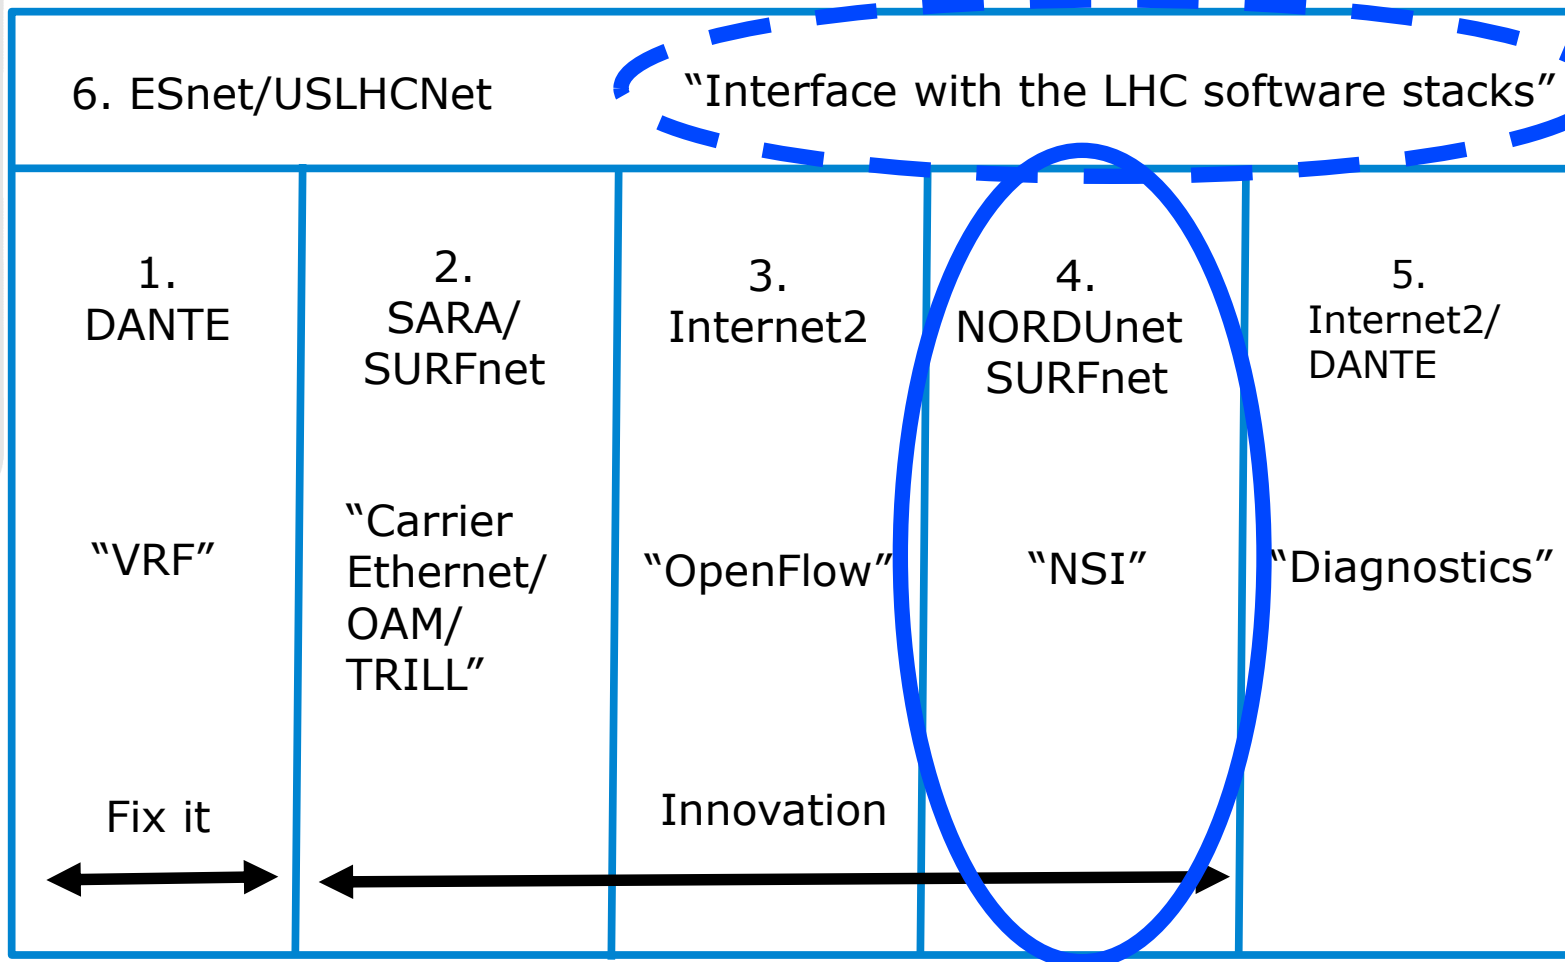 6. ESnet/USLHCNet
“Interface with the LHC software stacks”
1.
DANTE
2.
SARA/
SURFnet
3.
Internet2
4.
NORDUnet
SURFnet
5.
Internet2/
DANTE
“VRF”
“Carrier
Ethernet/
OAM/
TRILL”
“OpenFlow”
“NSI”
“Diagnostics”
Fix it
Innovation